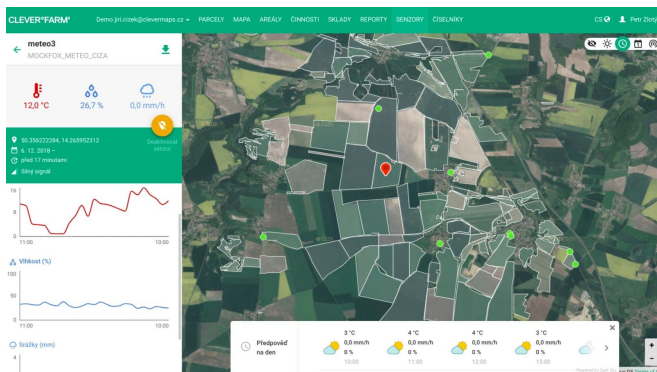 CLEVER°FARM®
Demo jiri.cizek@clevermaps.cz
PARCELY
MAPA
AREÁLY
ČINNOSTI
SKLADY
REPORTY
SENZORY
ČÍSELNÍKY
CS
Petr Zlotý
meteo3
MOCKFOX_METEO_CIZA
12,0 °C
26,7 %
0,0 mm/h
50.356222284, 14.265952312
6. 12. 2018 –
před 17 minutami
Silný signál
Deaktivovat
senzor
16
8
0
11:00
10:00
Vlhkost (%)
100
50
0
11:00
10:00
Srážky (mm)
4
Předpověď
na den
3 °C
0,0 mm/h
0 %
10:00
4 °C
0,0 mm/h
0 %
11:00
4 °C
0,0 mm/h
0 %
12:00
3 °C
0,0 mm/h
0 %
15:00
+
−